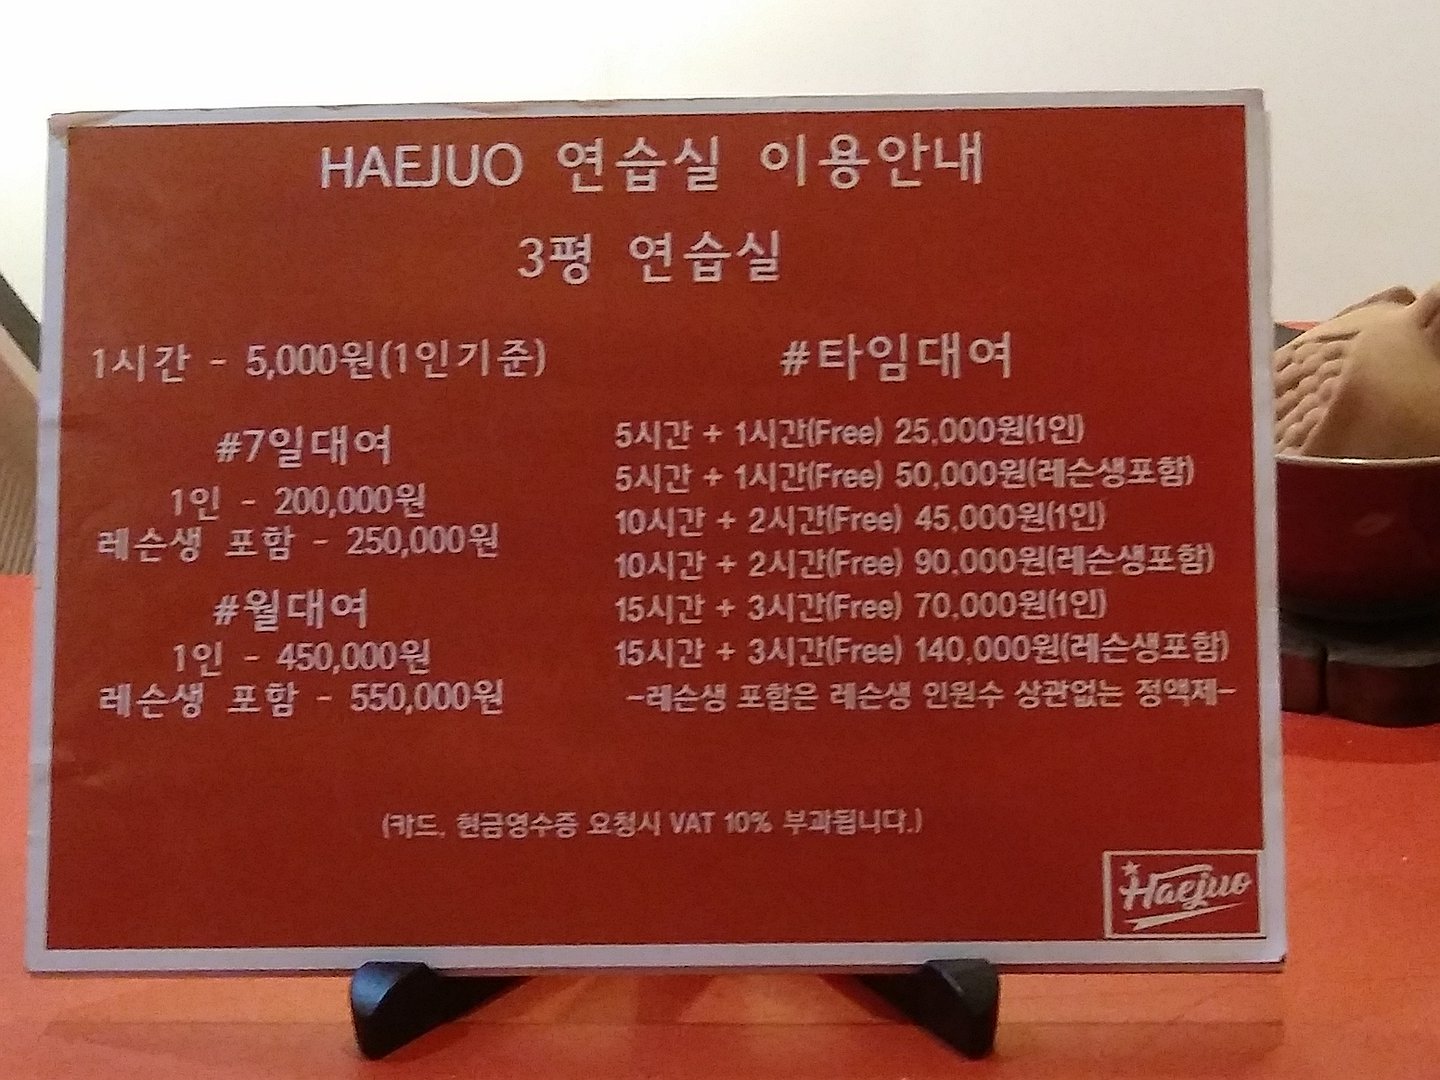 HAEJUO 연습실 이용안내
3평 연습실
1시간 - 5,000원(1인기준)
#7일대여
1인 - 200,000원
레슨생 포함 - 250,000원
#월대여
1인 - 450,000원
레슨생 포함 - 550,000원
#타임대여
5시간 + 1시간(Free) 25,000원(1인)
5시간 + 1시간(Free) 50,000원(레슨생포함)
10시간 + 2시간(Free) 45,000원(1인)
10시간 + 2시간(Free) 90,000원(레슨생포함)
15시간 + 3시간(Free) 70,000원(1인)
15시간 + 3시간(Free) 140,000원(레슨생포함)
-레슨생 포함은 레슨생 인원수 상관없는 정액제-
(카드, 현금영수증 요청시 VAT 10% 부과됩니다.)
Haejuo